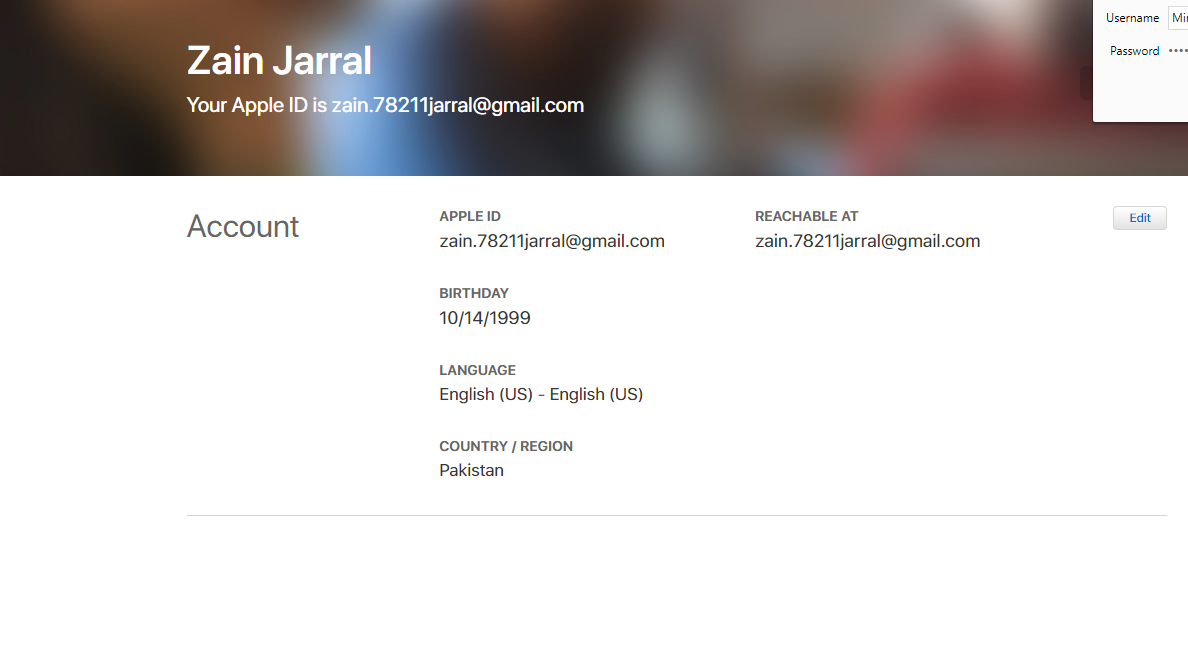 Zain Jarral
Your Apple ID is zain.78211jarral@gmail.com
Username
Password
Account
APPLE ID
zain.78211jarral@gmail.com
REACHABLE AT
zain.78211jarral@gmail.com
Edit
BIRTHDAY
10/14/1999
LANGUAGE
English (US) - English (US)
COUNTRY / REGION
Pakistan